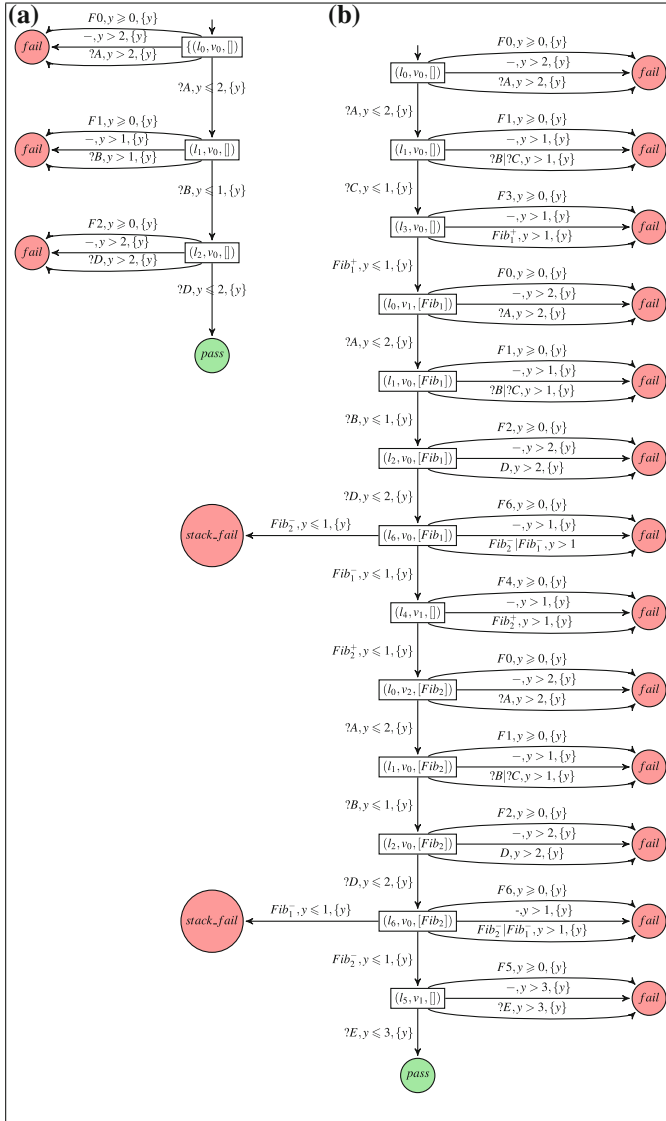 (a)
F0, y ⩾ 0, {y}
−, y > 2, {y}
?A, y > 2, {y}
fail
{(l₀, v₀, [])
?A, y ⩽ 2, {y}
F1, y ⩾ 0, {y}
−, y > 1, {y}
?B, y > 1, {y}
fail
(l₁, v₀, [])
?B, y ⩽ 1, {y}
F2, y ⩾ 0, {y}
−, y > 2, {y}
?D, y > 2, {y}
fail
(l₂, v₀, [])
?D, y ⩽ 2, {y}
pass
(b)
F0, y ⩾ 0, {y}
−, y > 2, {y}
?A, y > 2, {y}
(l₀, v₀, [])
fail
?A, y ⩽ 2, {y}
F1, y ⩾ 0, {y}
−, y > 1, {y}
?B|?C, y > 1, {y}
(l₁, v₀, [])
fail
?C, y ⩽ 1, {y}
F3, y ⩾ 0, {y}
−, y > 1, {y}
Fib₁⁺, y > 1, {y}
(l₃, v₀, [])
fail
Fib₁⁺, y ⩽ 1, {y}
F0, y ⩾ 0, {y}
−, y > 2, {y}
?A, y > 2, {y}
(l₀, v₁, [Fib₁])
fail
?A, y ⩽ 2, {y}
F1, y ⩾ 0, {y}
−, y > 1, {y}
?B|?C, y > 1, {y}
(l₁, v₀, [Fib₁])
fail
?B, y ⩽ 1, {y}
F2, y ⩾ 0, {y}
−, y > 2, {y}
D, y > 2, {y}
(l₂, v₀, [Fib₁])
fail
?D, y ⩽ 2, {y}
stack_fail
Fib₂⁻, y ⩽ 1, {y}
F6, y ⩾ 0, {y}
−, y > 1, {y}
Fib₂⁻|Fib₁⁻, y > 1
(l₆, v₀, [Fib₁])
fail
Fib₁⁻, y ⩽ 1, {y}
F4, y ⩾ 0, {y}
−, y > 1, {y}
Fib₂⁺, y > 1, {y}
(l₄, v₁, [])
fail
Fib₂⁺, y ⩽ 1, {y}
F0, y ⩾ 0, {y}
−, y > 2, {y}
?A, y > 2, {y}
(l₀, v₂, [Fib₂])
fail
?A, y ⩽ 2, {y}
F1, y ⩾ 0, {y}
−, y > 1, {y}
?B|?C, y > 1, {y}
(l₁, v₀, [Fib₂])
fail
?B, y ⩽ 1, {y}
F2, y ⩾ 0, {y}
−, y > 2, {y}
D, y > 2, {y}
(l₂, v₀, [Fib₂])
fail
?D, y ⩽ 2, {y}
stack_fail
Fib₁⁻, y ⩽ 1, {y}
F6, y ⩾ 0, {y}
-, y > 1, {y}
Fib₂⁻|Fib₁⁻, y > 1, {y}
(l₆, v₀, [Fib₂])
fail
Fib₂⁻, y ⩽ 1, {y}
F5, y ⩾ 0, {y}
−, y > 3, {y}
?E, y > 3, {y}
(l₅, v₁, [])
fail
?E, y ⩽ 3, {y}
pass